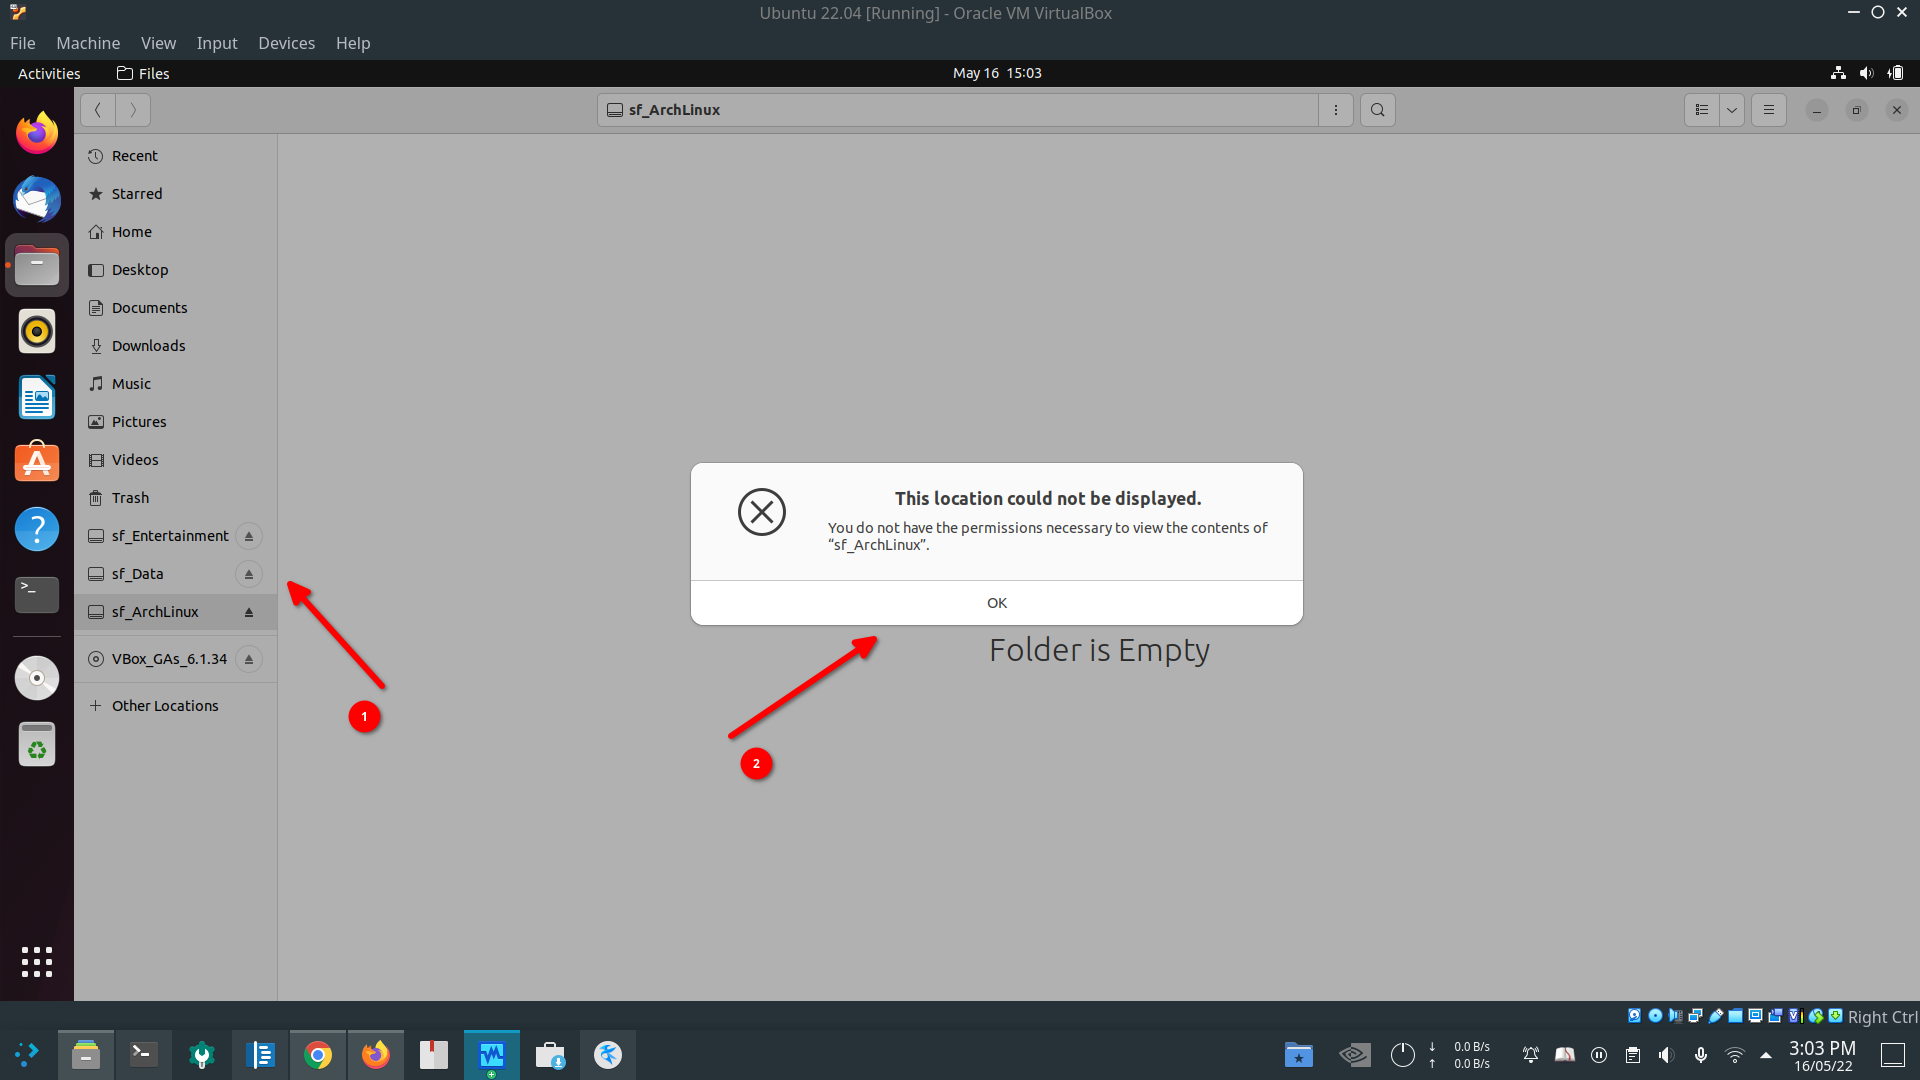 Ubuntu 22.04 [Running] - Oracle VM VirtualBox
File Machine View Input Devices Help
Activities Files May 16 15:03
sf_ArchLinux
Recent
Starred
Home
Desktop
Documents
Downloads
Music
Pictures
Videos
Trash
sf_Entertainment
sf_Data
sf_ArchLinux
VBox_GAs_6.1.34
Other Locations
This location could not be displayed.
You do not have the permissions necessary to view the contents of
“sf_ArchLinux”.
OK
Folder is Empty
1
2
Right Ctrl
0.0 B/s
0.0 B/s
3:03 PM
16/05/22